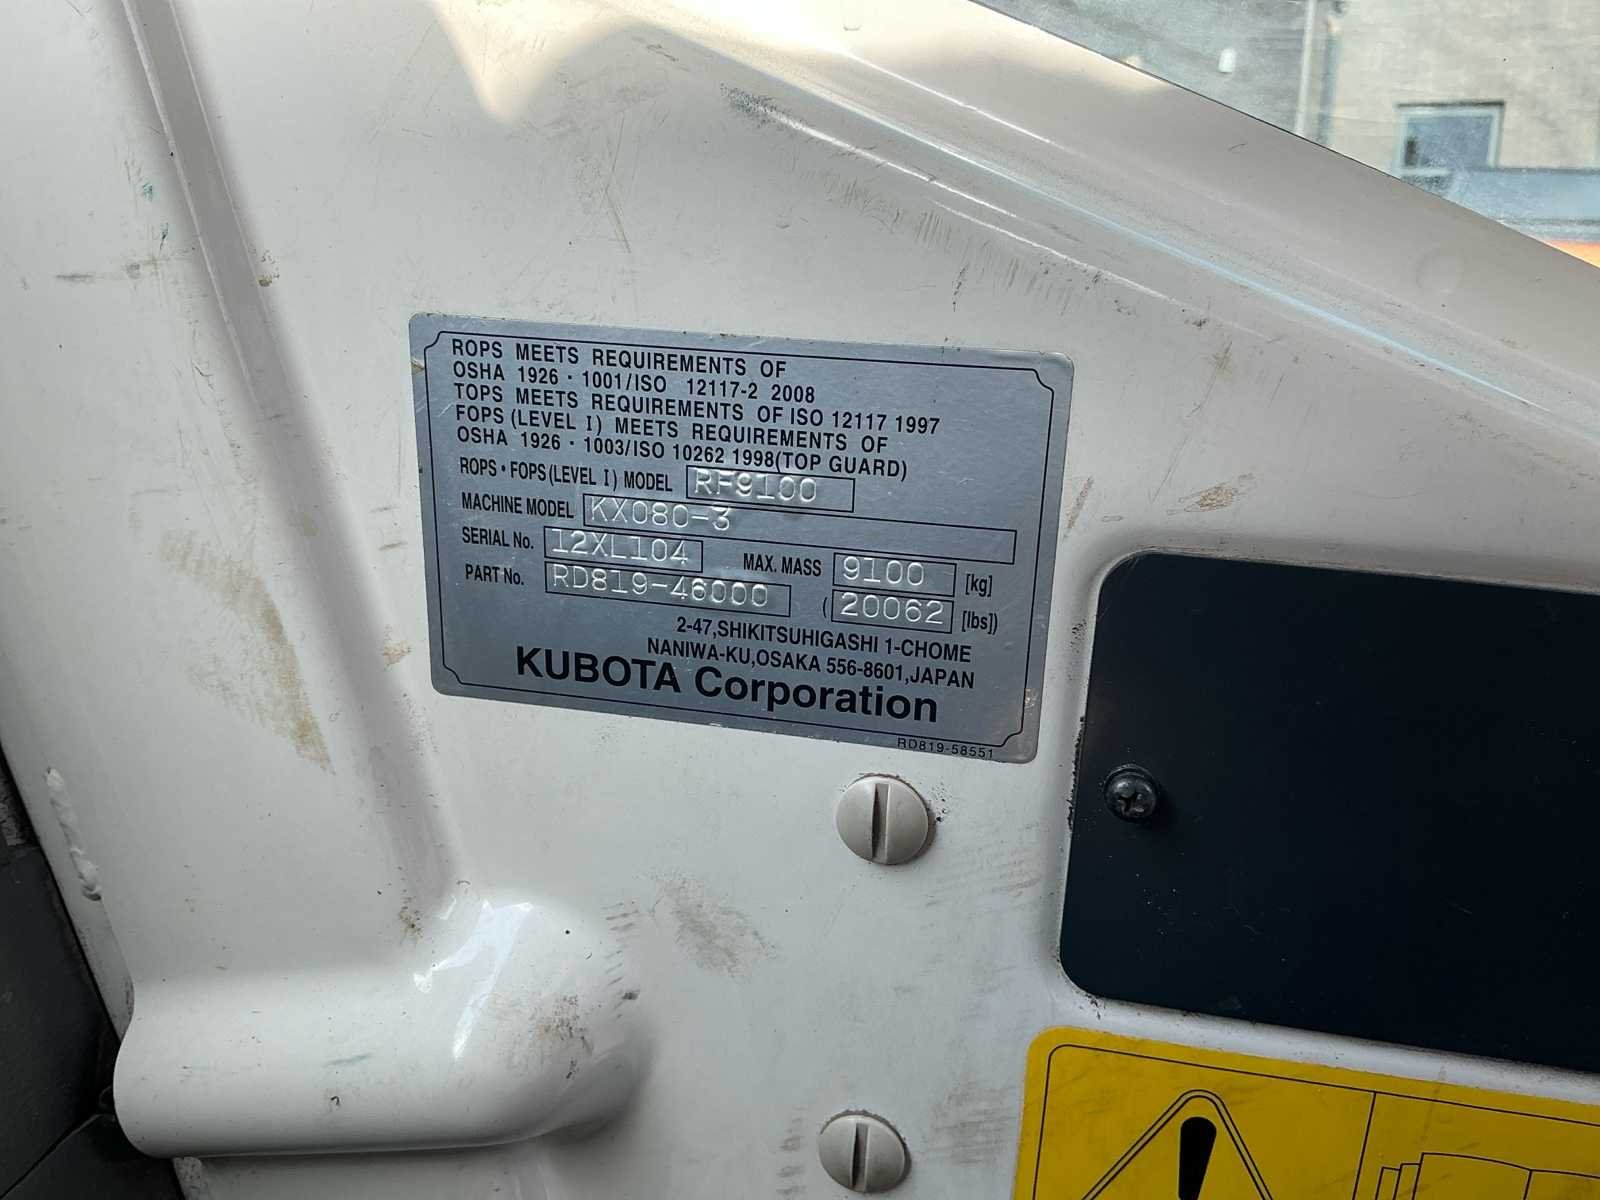 ROPS MEETS REQUIREMENTS OF
OSHA 1926 · 1001/ISO 12117-2 2008
TOPS MEETS REQUIREMENTS OF ISO 12117 1997
FOPS (LEVEL I) MEETS REQUIREMENTS OF
OSHA 1926 · 1003/ISO 10262 1998(TOP GUARD)
ROPS · FOPS(LEVEL I) MODEL RF9100
MACHINE MODEL KX080-3
SERIAL No. 12XL104 MAX. MASS 9100 [kg]
PART No. RD819-46000 ( 20062 [lbs])
2-47,SHIKITSUHIGASHI 1-CHOME
NANIWA-KU,OSAKA 556-8601,JAPAN
KUBOTA Corporation
RD819-58551